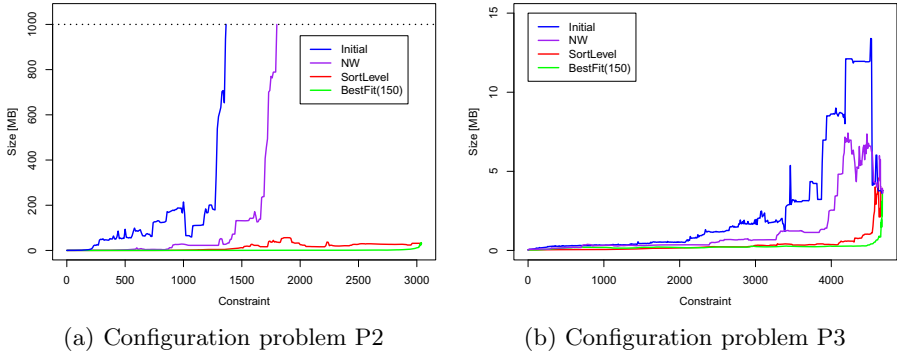 Size [MB]
1000
800
600
400
200
0
Initial
NW
SortLevel
BestFit(150)
0 500 1000 1500 2000 2500 3000
Constraint
(a) Configuration problem P2
Size [MB]
15
10
5
0
Initial
NW
SortLevel
BestFit(150)
0 1000 2000 3000 4000
Constraint
(b) Configuration problem P3